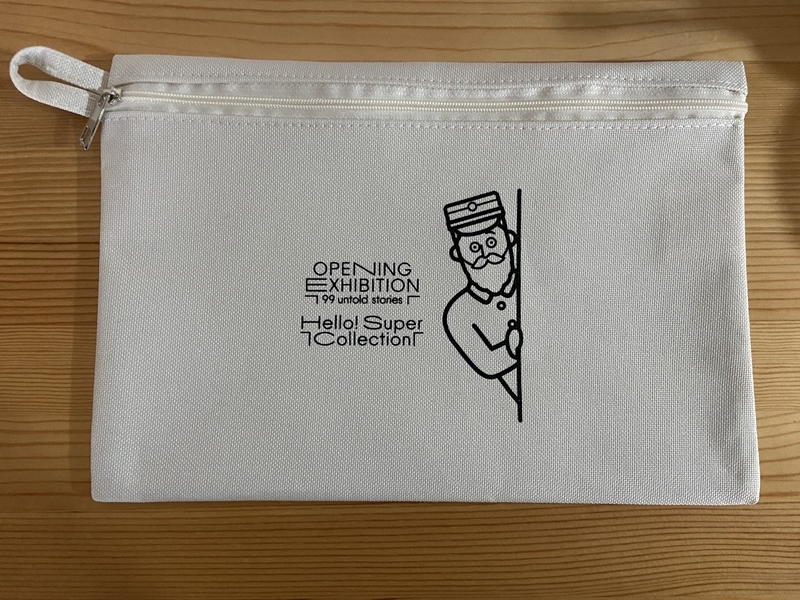 OPENING
EXHIBITION
99 untold stories
Hello! Super
Collection